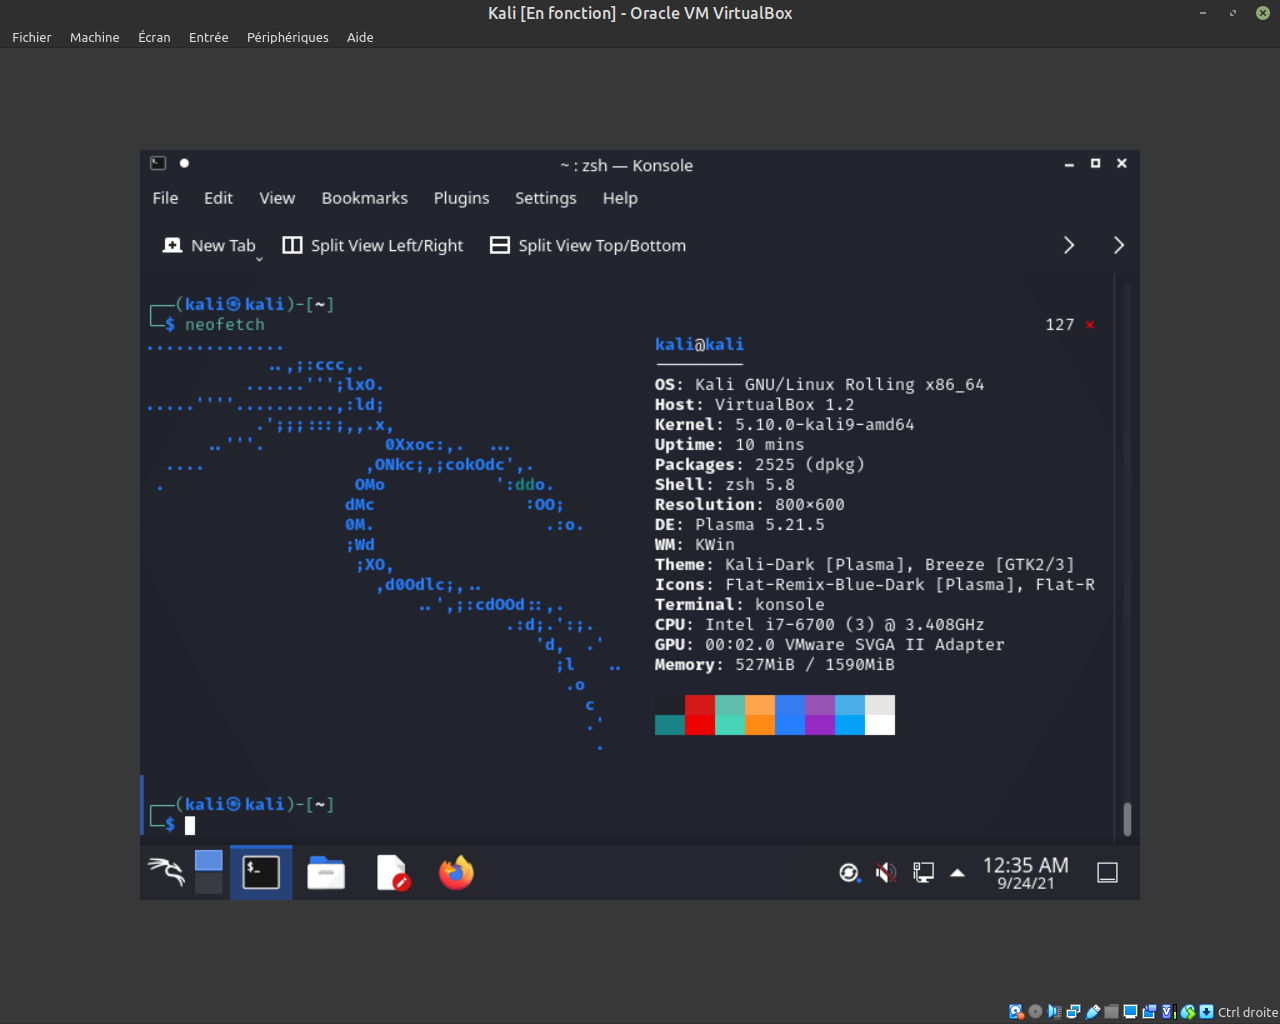 Kali [En fonction] - Oracle VM VirtualBox
Fichier Machine Écran Entrée Périphériques Aide
~ : zsh — Konsole
File Edit View Bookmarks Plugins Settings Help
New Tab Split View Left/Right Split View Top/Bottom
┌──(kali㉿kali)-[~]
└─$ neofetch 127 ×
.............. kali@kali
..,;:ccc,. ─────────
......''';lxO. OS: Kali GNU/Linux Rolling x86_64
.....''''..........,:ld; Host: VirtualBox 1.2
.';;;:::;,,.x, Kernel: 5.10.0-kali9-amd64
..'''. 0Xxoc:,. ... Uptime: 10 mins
.... ,ONkc;,;cokOdc',. Packages: 2525 (dpkg)
. OMo ':ddo. Shell: zsh 5.8
dMc :OO; Resolution: 800×600
0M. .:o. DE: Plasma 5.21.5
;Wd WM: KWin
;XO, Theme: Kali-Dark [Plasma], Breeze [GTK2/3]
,d0Odlc;,.. Icons: Flat-Remix-Blue-Dark [Plasma], Flat-R
..',;:cdOOd::,. Terminal: konsole
.:d;.':;. CPU: Intel i7-6700 (3) @ 3.408GHz
'd, .' GPU: 00:02.0 VMware SVGA II Adapter
;l .. Memory: 527MiB / 1590MiB
.o
c
.'
.
┌──(kali㉿kali)-[~]
└─$
12:35 AM
9/24/21
Ctrl droite